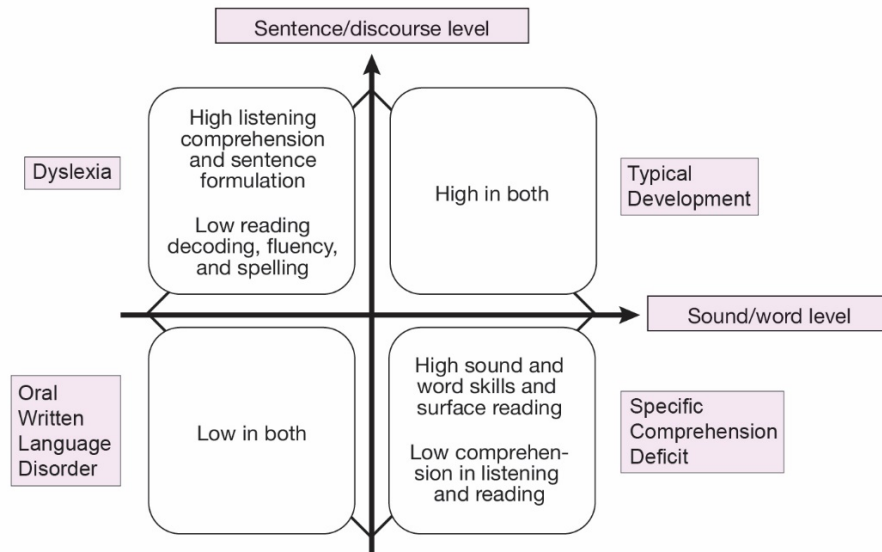 Sentence/discourse level
Dyslexia
High listening
comprehension
and sentence
formulation
Low reading
decoding, fluency,
and spelling
High in both
Typical
Development
Sound/word level
Oral
Written
Language
Disorder
Low in both
High sound and
word skills and
surface reading
Low comprehen-
sion in listening
and reading
Specific
Comprehension
Deficit